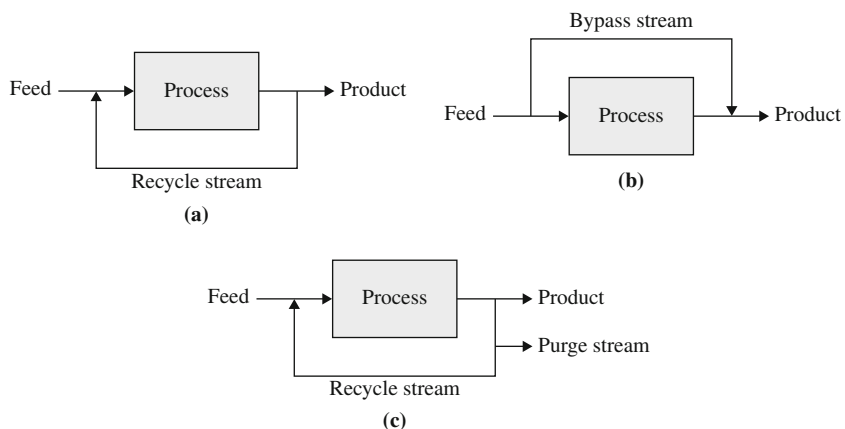 Feed
Process
Product
Recycle stream
(a)
Bypass stream
Feed
Process
Product
(b)
Feed
Process
Product
Purge stream
Recycle stream
(c)